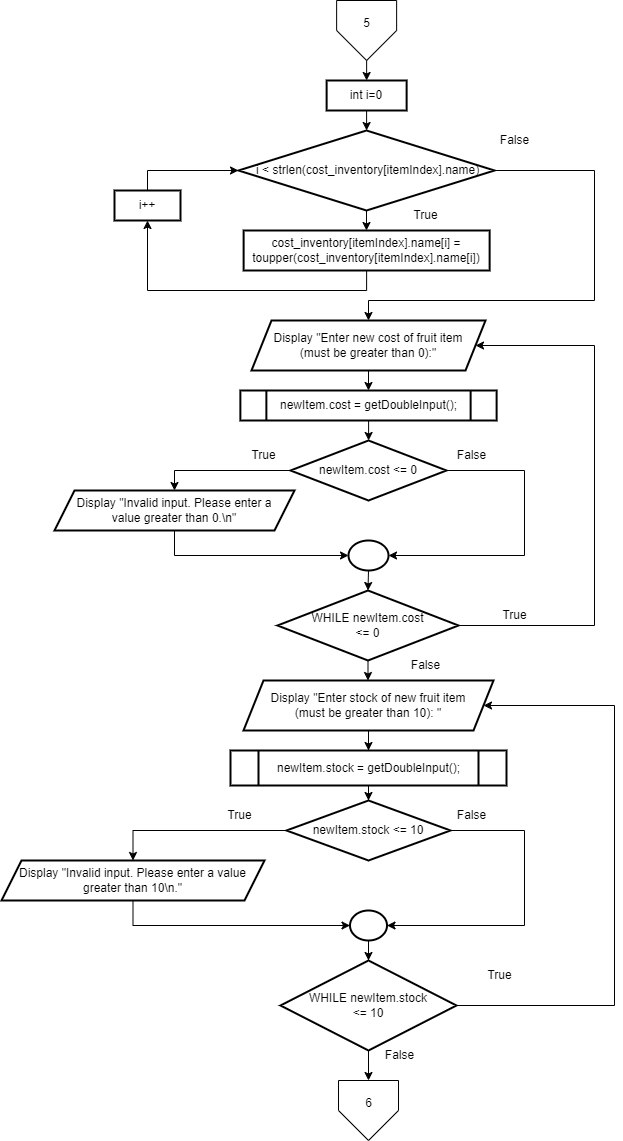 5
int i=0
False
i < strlen(cost_inventory[itemIndex].name)
i++
True
cost_inventory[itemIndex].name[i] =
toupper(cost_inventory[itemIndex].name[i])
Display "Enter new cost of fruit item
(must be greater than 0):"
newItem.cost = getDoubleInput();
True
False
newItem.cost <= 0
Display "Invalid input. Please enter a
value greater than 0.\n"
WHILE newItem.cost
<= 0
True
False
Display "Enter stock of new fruit item
(must be greater than 10): "
newItem.stock = getDoubleInput();
True
False
newItem.stock <= 10
Display "Invalid input. Please enter a value
greater than 10\n."
True
WHILE newItem.stock
<= 10
False
6